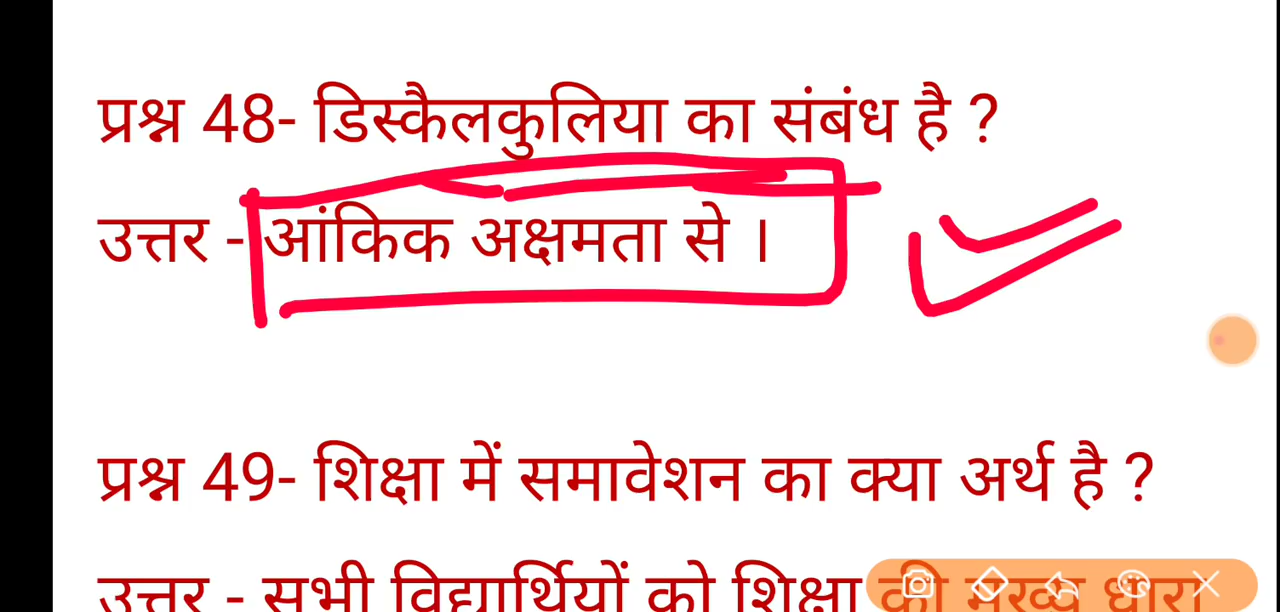 प्रश्न 48- डिस्कैलकुलिया का संबंध है ?
उत्तर - आंकिक अक्षमता से ।
प्रश्न 49- शिक्षा में समावेशन का क्या अर्थ है ?
उत्तर - सभी विद्यार्थियों को शिक्षा की मुख्य धारा